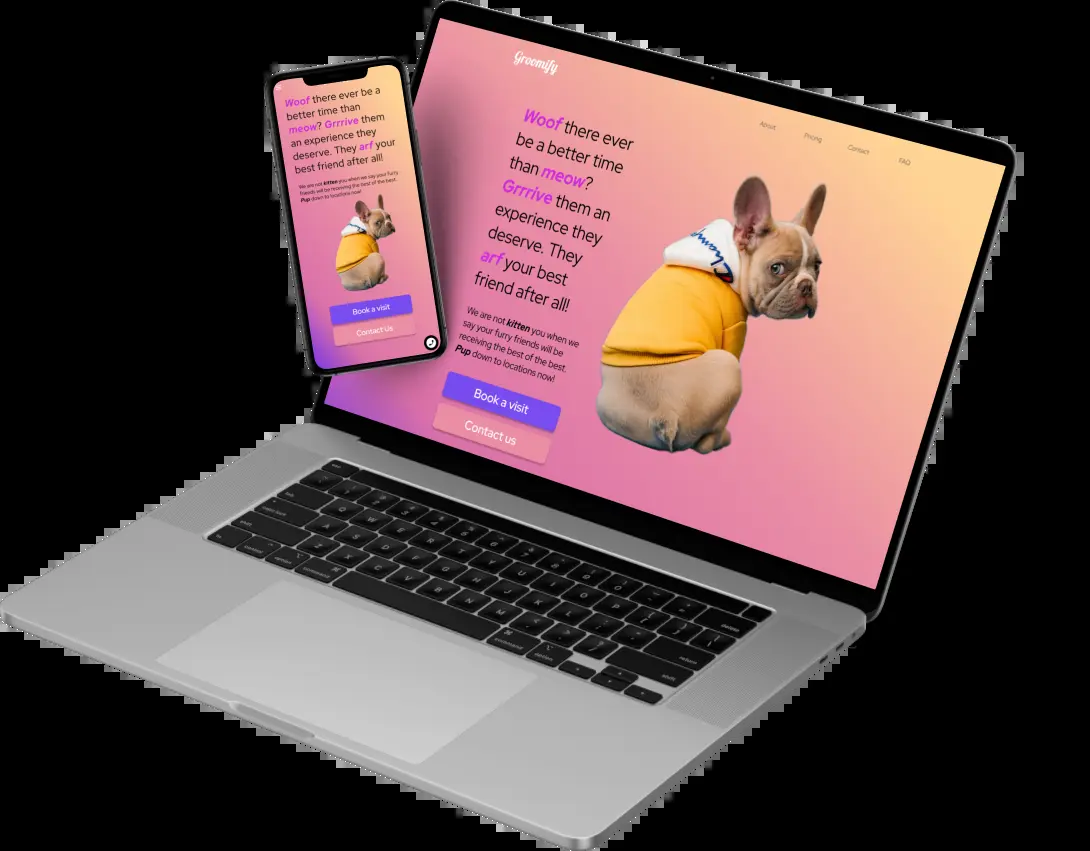 Woof there ever be a
better time than
meow? Grrrive them
an experience they
deserve. They arf your
best friend after all!
We are not kitten you when we say your furry
friends will be receiving the best of the best.
Pup down to locations now!
Book a visit
Contact Us
Groomify
About
Pricing
Contact
FAQ
Woof there ever
be a better time
than meow?
Grrrive them an
experience they
deserve. They
arf your best
friend after all!
We are not kitten you when we
say your furry friends will be
receiving the best of the best.
Pup down to locations now!
Book a visit
Contact us
Champ